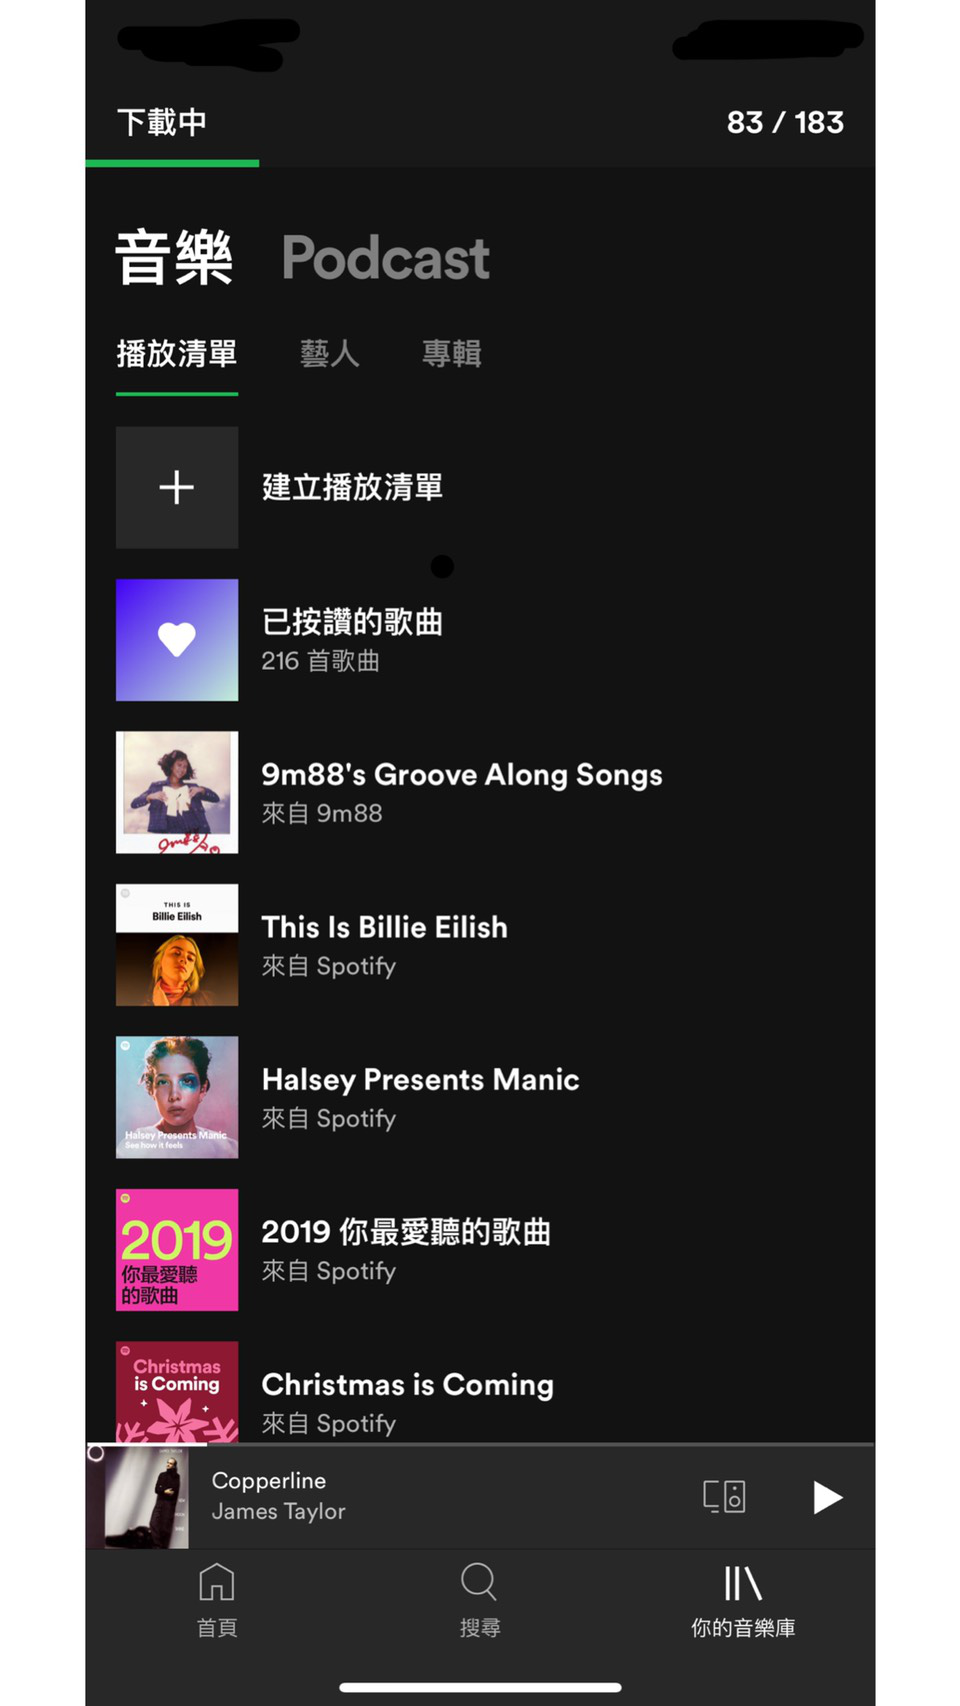 下載中
83 / 183
音樂 Podcast
播放清單 藝人 專輯
建立播放清單
已按讚的歌曲
216 首歌曲
9m88's Groove Along Songs
來自 9m88
THIS IS
Billie Eilish
This Is Billie Eilish
來自 Spotify
Halsey Presents Manic
See how it feels
Halsey Presents Manic
來自 Spotify
2019
你最愛聽
的歌曲
2019 你最愛聽的歌曲
來自 Spotify
Christmas
is Coming
Christmas is Coming
來自 Spotify
Copperline
James Taylor
首頁
搜尋
你的音樂庫